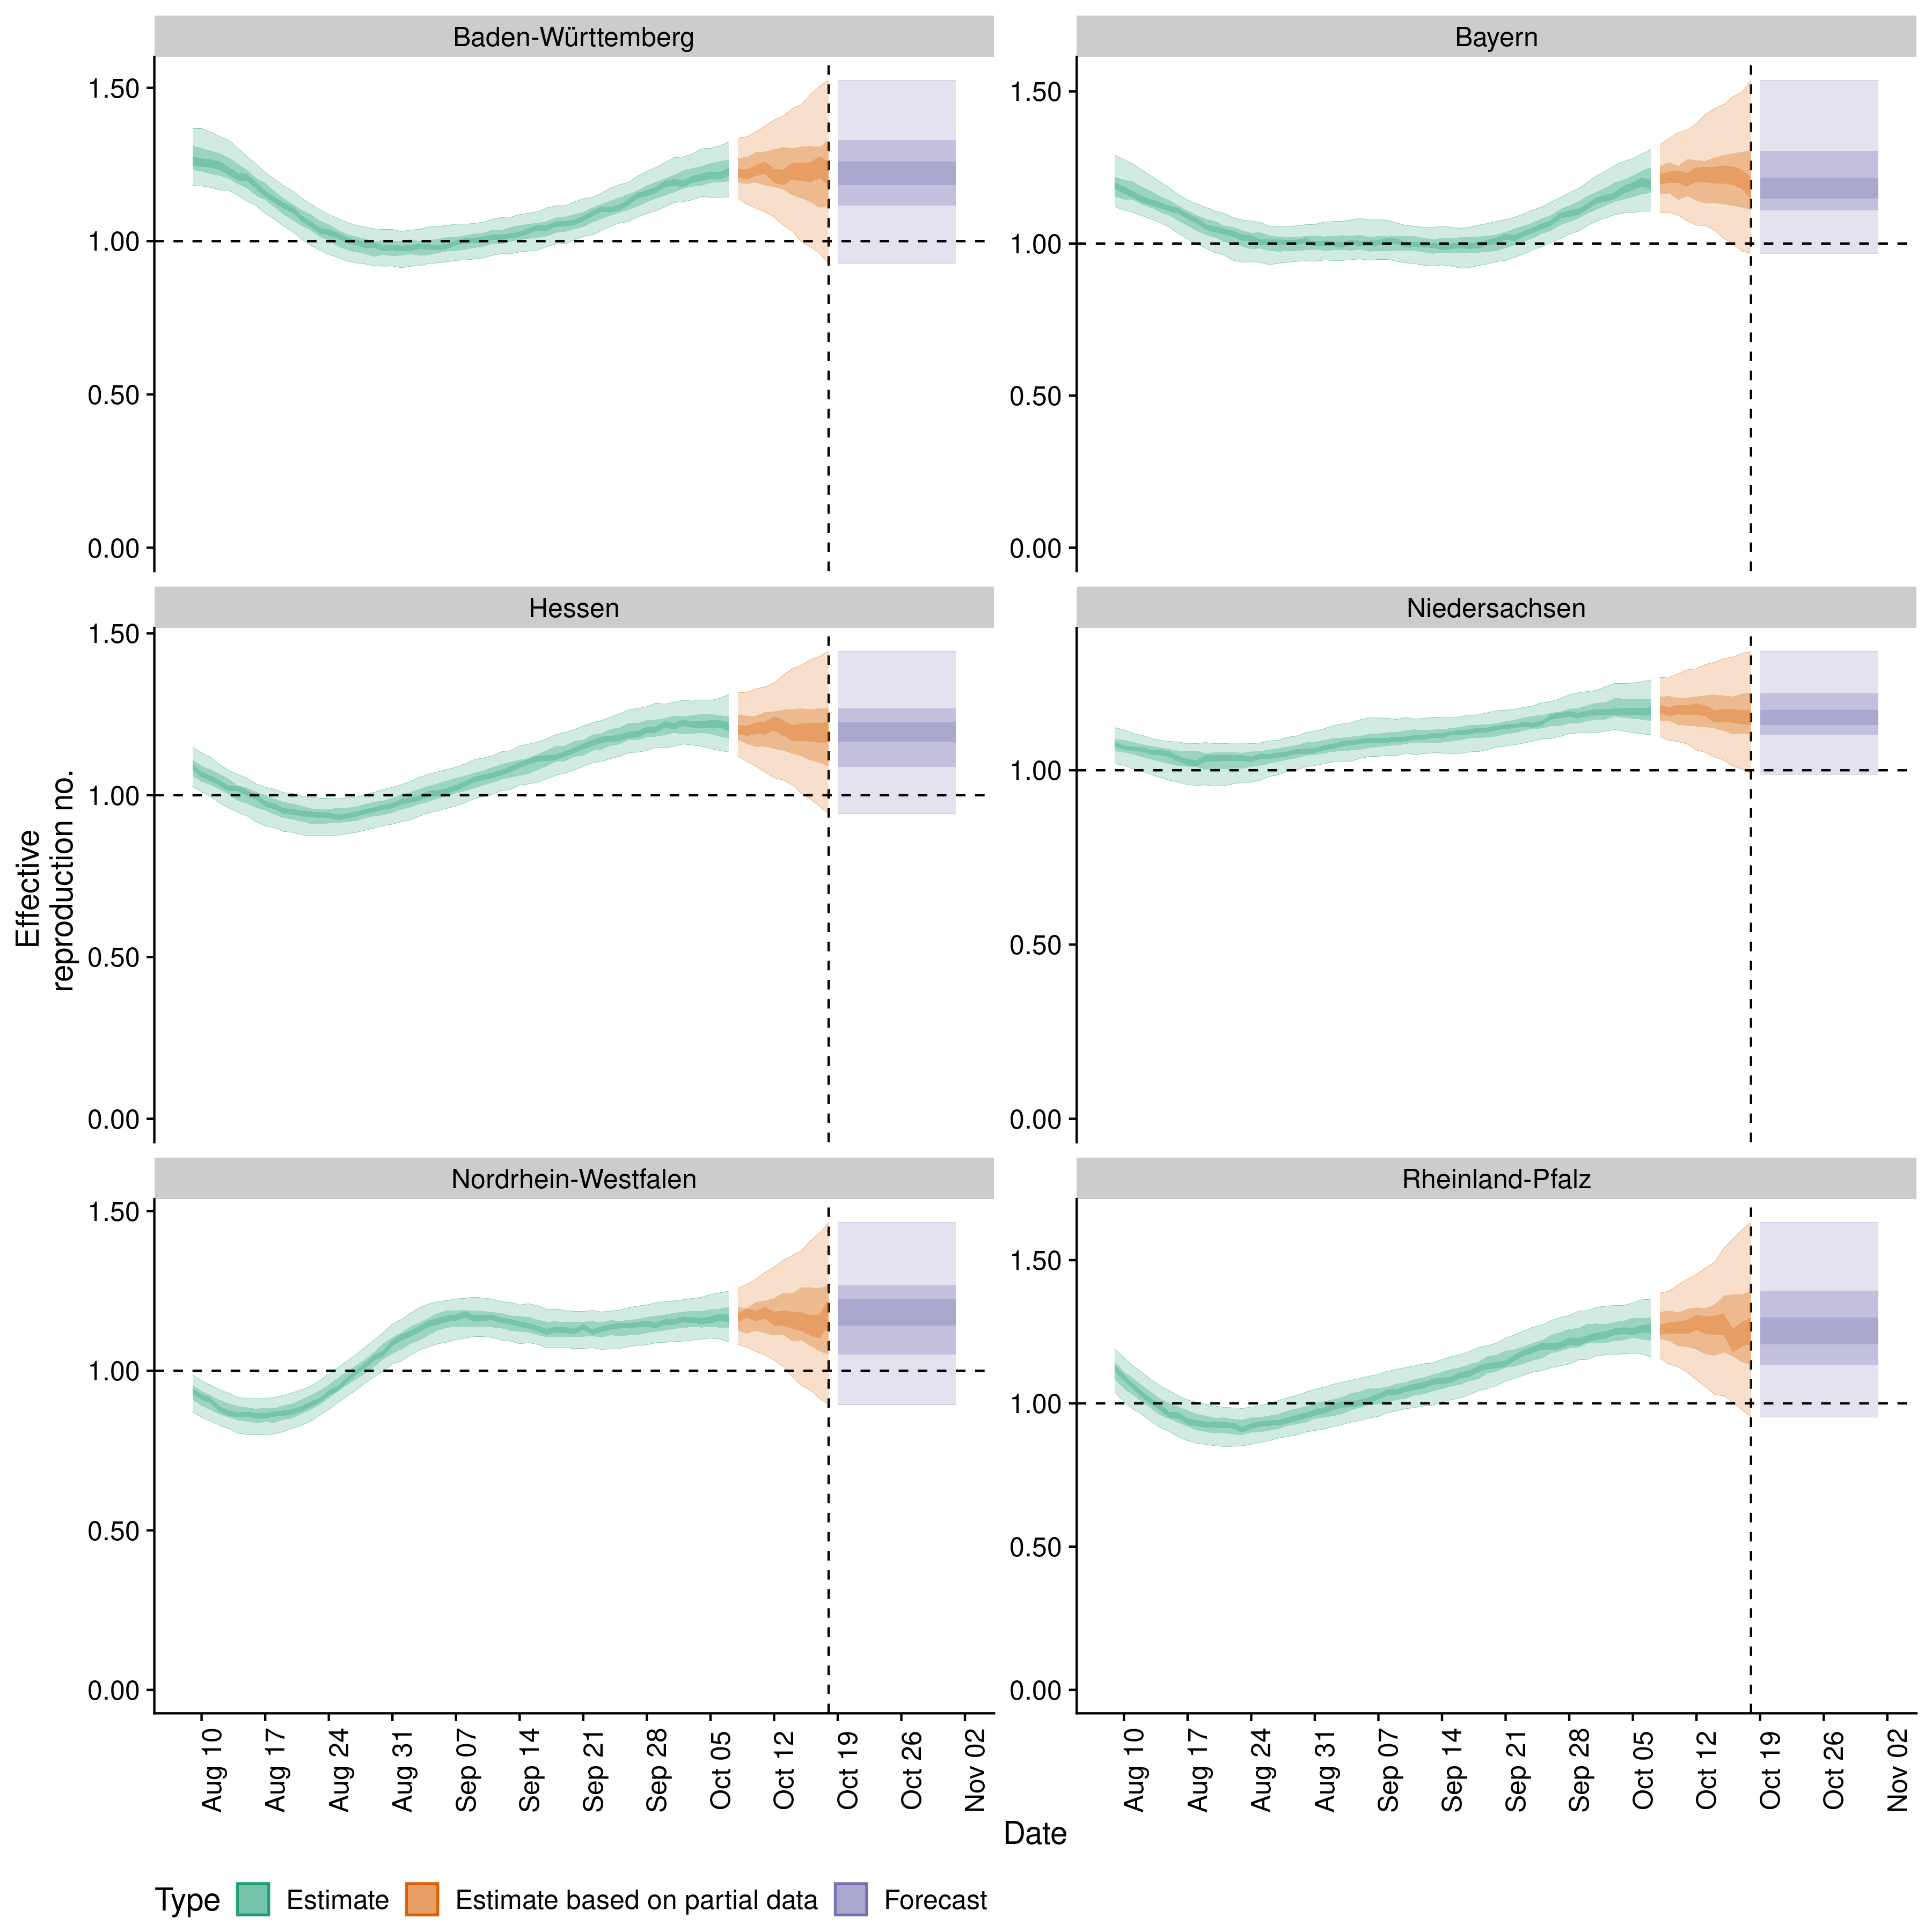 Baden-Württemberg
Bayern
1.50
1.00
0.50
0.00
1.50
1.00
0.50
0.00
Hessen
Niedersachsen
1.50
1.00
0.50
0.00
1.00
0.50
0.00
Nordrhein-Westfalen
Rheinland-Pfalz
1.50
1.00
0.50
0.00
1.50
1.00
0.50
0.00
Effective
reproduction no.
Aug 10
Aug 17
Aug 24
Aug 31
Sep 07
Sep 14
Sep 21
Sep 28
Oct 05
Oct 12
Oct 19
Oct 26
Nov 02
Aug 10
Aug 17
Aug 24
Aug 31
Sep 07
Sep 14
Sep 21
Sep 28
Oct 05
Oct 12
Oct 19
Oct 26
Nov 02
Date
Type Estimate Estimate based on partial data Forecast